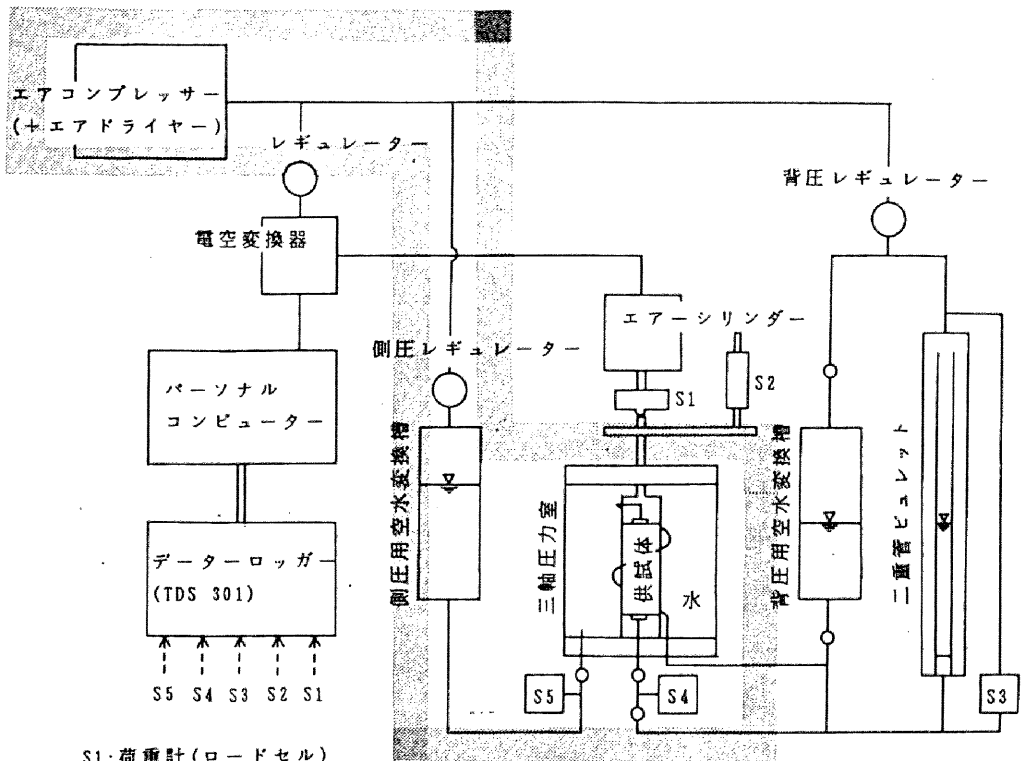 エアコンプレッサー
(+エアドライヤー)
レギュレーター
背圧レギュレーター
電空変換器
エアーシリンダー
側圧レギュレーター
S2
S1
パーソナル
コンピューター
側圧用空水変換槽
三軸圧力室
供試体
水
背圧用空水変換槽
二重管ビュレット
データーロッガー
(TDS 301)
S5 S4 S3 S2 S1
S5
S4
S3
S1:荷重計(ロードセル)